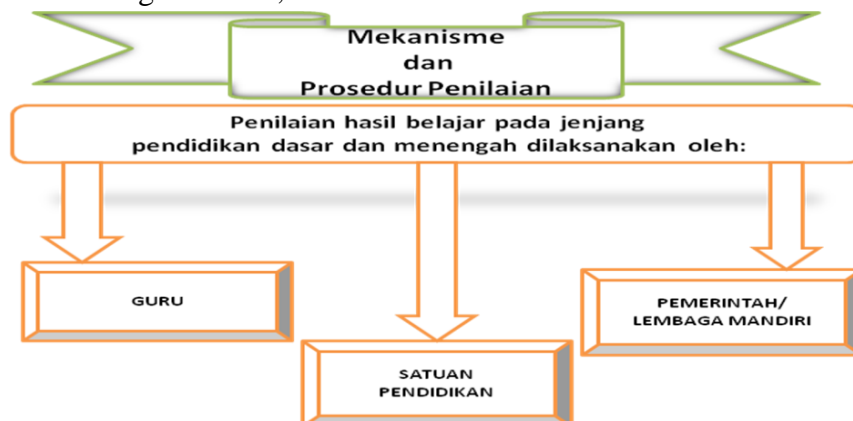 Mekanisme
dan
Prosedur Penilaian
Penilaian hasil belajar pada jenjang
pendidikan dasar dan menengah dilaksanakan oleh:
GURU
PEMERINTAH/
LEMBAGA MANDIRI
SATUAN
PENDIDIKAN